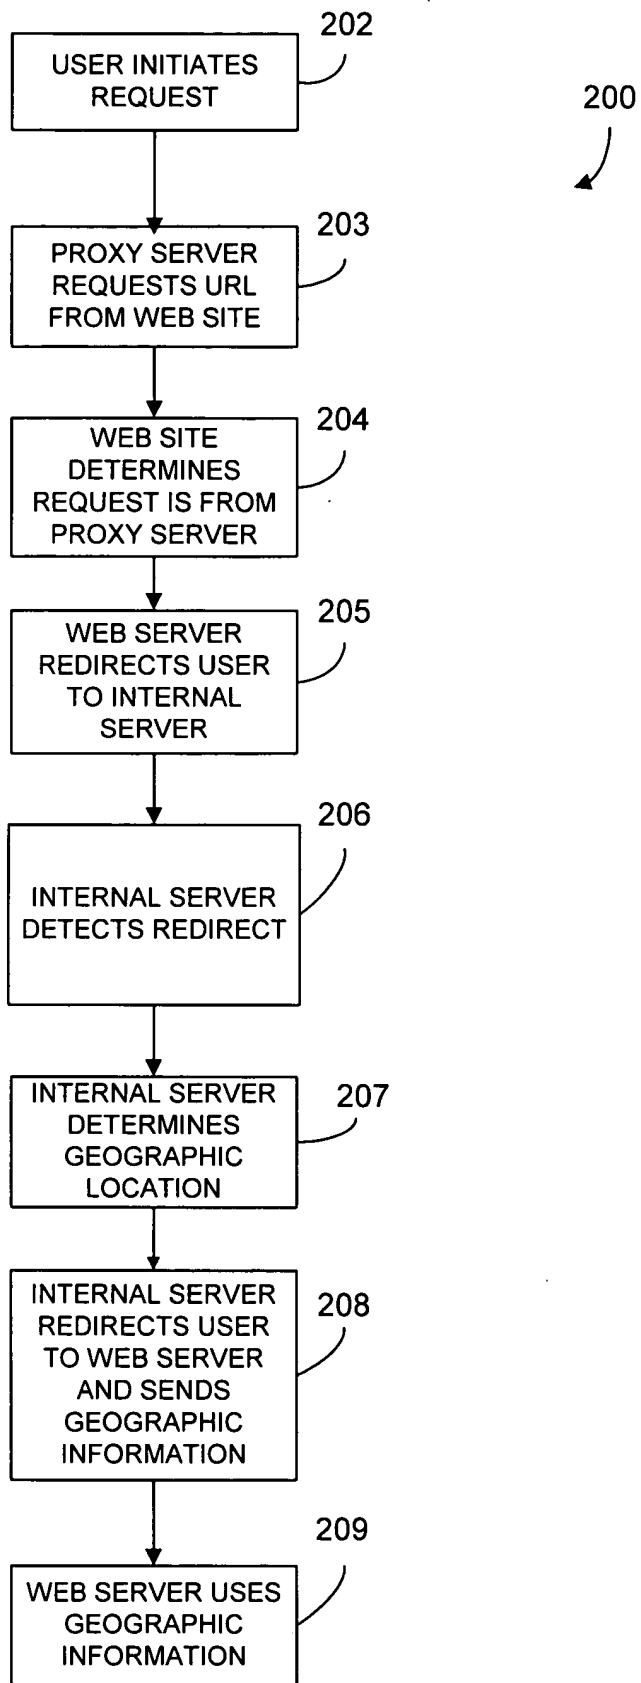 202
USER INITIATES
REQUEST
200
203
PROXY SERVER
REQUESTS URL
FROM WEB SITE
204
WEB SITE
DETERMINES
REQUEST IS FROM
PROXY SERVER
205
WEB SERVER
REDIRECTS USER
TO INTERNAL
SERVER
206
INTERNAL SERVER
DETECTS REDIRECT
207
INTERNAL SERVER
DETERMINES
GEOGRAPHIC
LOCATION
208
INTERNAL SERVER
REDIRECTS USER
TO WEB SERVER
AND SENDS
GEOGRAPHIC
INFORMATION
209
WEB SERVER USES
GEOGRAPHIC
INFORMATION